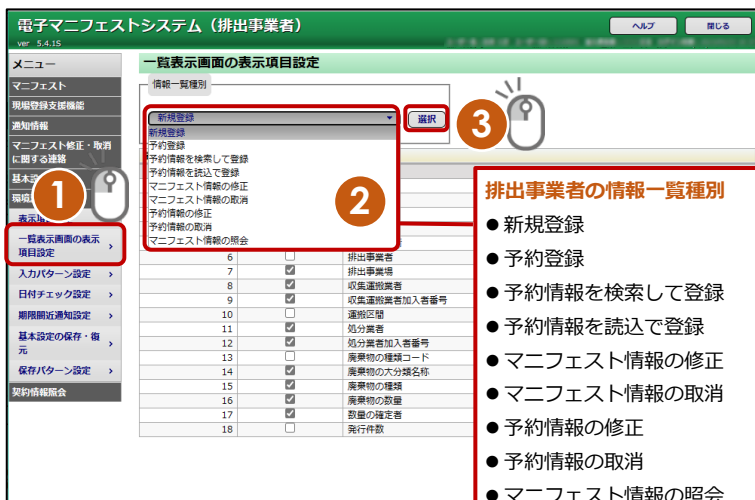 電子マニフェストシステム（排出事業者）
ver 5.4.1S
ヘルプ
閉じる
メニュー
マニフェスト
現場登録支援機能
通知情報
マニフェスト修正・取消
に関する連絡
一覧表示画面の表示
項目設定
入力パターン設定
日付チェック設定
期限間近通知設定
基本設定の保存・復
元
保存パターン設定
契約情報照会
一覧表示画面の表示項目設定
情報一覧種別
新規登録
選択
新規登録
予約登録
予約情報を検索して登録
予約情報を読込で登録
マニフェスト情報の修正
マニフェスト情報の取消
予約情報の修正
予約情報の取消
マニフェスト情報の照会
6 排出事業者
7 排出事業場
8 収集運搬業者
9 収集運搬業者加入者番号
10 運搬区間
11 処分業者
12 処分業者加入者番号
13 廃棄物の種類コード
14 廃棄物の大分類名称
15 廃棄物の種類
16 廃棄物の数量
17 数量の確定者
18 発行件数
1
2
3
排出事業者の情報一覧種別
●新規登録
●予約登録
●予約情報を検索して登録
●予約情報を読込で登録
●マニフェスト情報の修正
●マニフェスト情報の取消
●予約情報の修正
●予約情報の取消
●マニフェスト情報の照会